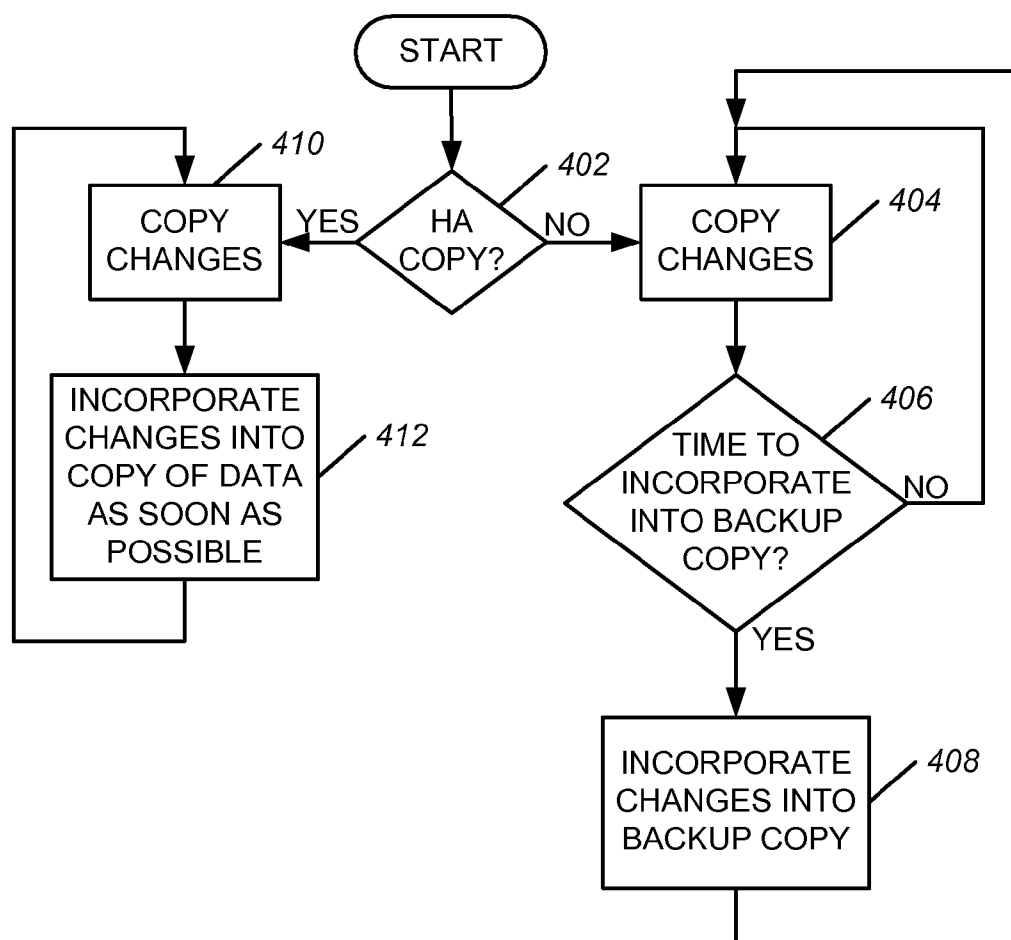 START
410
402
404
COPY
CHANGES
YES
HA
COPY?
NO
COPY
CHANGES
INCORPORATE
CHANGES INTO
COPY OF DATA
AS SOON AS
POSSIBLE
412
406
TIME TO
INCORPORATE
INTO BACKUP
COPY?
NO
YES
INCORPORATE
CHANGES INTO
BACKUP COPY
408